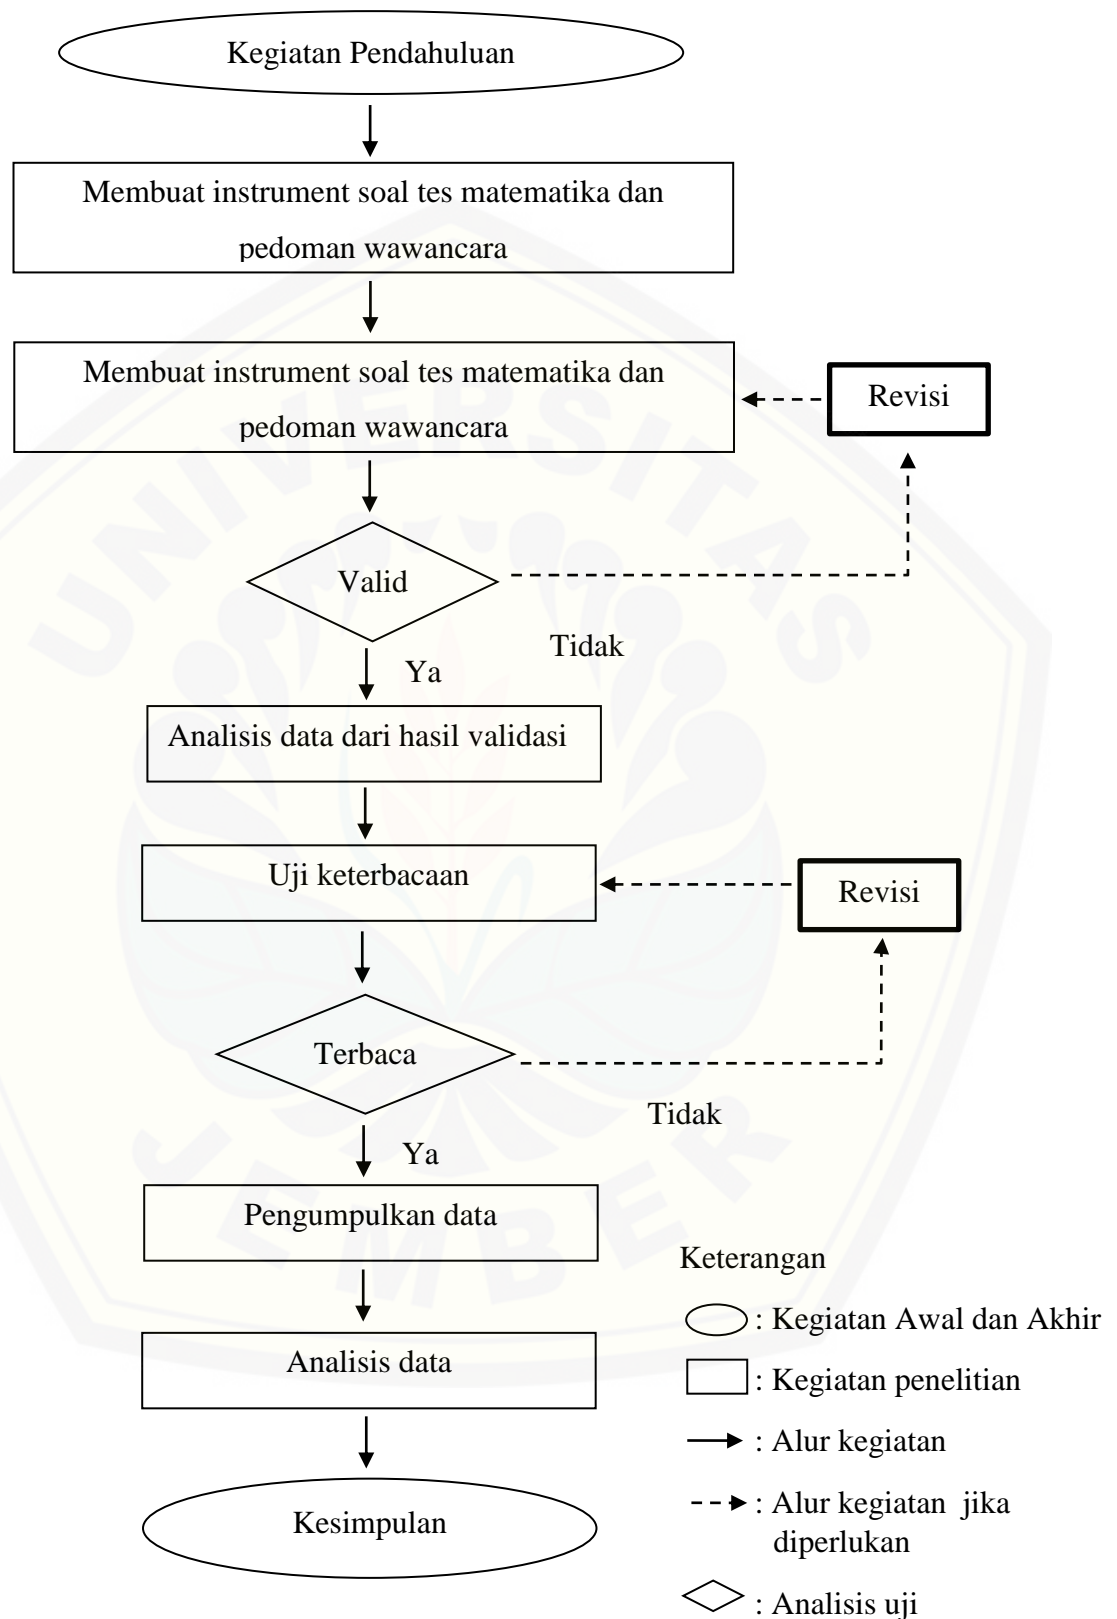 Kegiatan Pendahuluan
Membuat instrument soal tes matematika dan
pedoman wawancara
Membuat instrument soal tes matematika dan
pedoman wawancara
Revisi
Valid
Tidak
Ya
Analisis data dari hasil validasi
Uji keterbacaan
Revisi
Terbaca
Tidak
Ya
Pengumpulkan data
Analisis data
Kesimpulan
Keterangan
: Kegiatan Awal dan Akhir
: Kegiatan penelitian
: Alur kegiatan
: Alur kegiatan jika
diperlukan
: Analisis uji
UNIVERSITAS
JEMBER